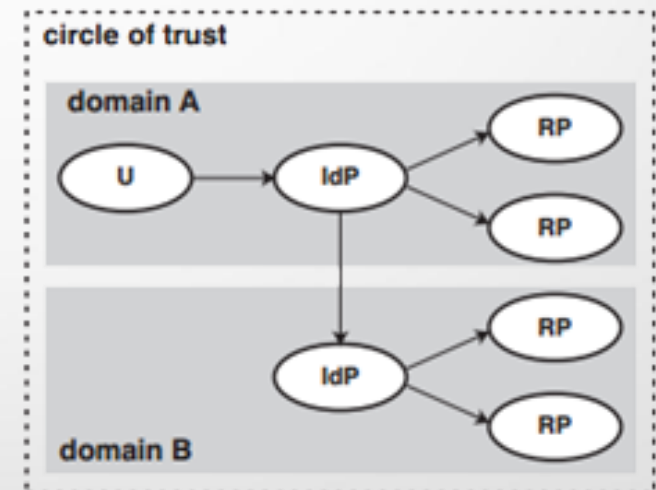 circle of trust
domain A
RP
U
IdP
RP
RP
IdP
RP
domain B